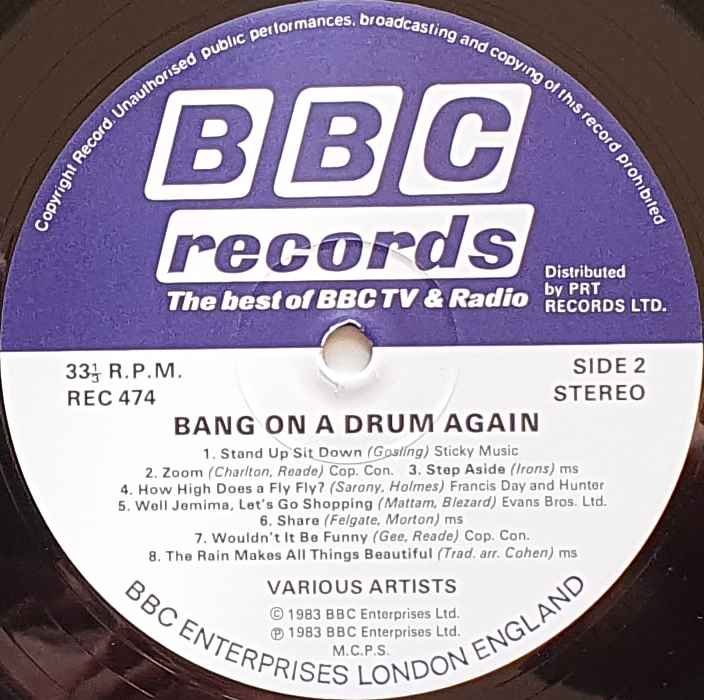 Copyright Record. Unauthorised public performances, broadcasting and copying of this record prohibited
BBC
records
The best of BBC TV & Radio
Distributed
by PRT
RECORDS LTD.
33⅓ R.P.M.
REC 474
SIDE 2
STEREO
BANG ON A DRUM AGAIN
1. Stand Up Sit Down (Gosling) Sticky Music
2. Zoom (Charlton, Reade) Cop. Con. 3. Step Aside (Irons) ms
4. How High Does a Fly Fly? (Sarony, Holmes) Francis Day and Hunter
5. Well Jemima, Let's Go Shopping (Mattam, Blezard) Evans Bros. Ltd.
6. Share (Felgate, Morton) ms
7. Wouldn't It Be Funny (Gee, Reade) Cop. Con.
8. The Rain Makes All Things Beautiful (Trad. arr. Cohen) ms
VARIOUS ARTISTS
© 1983 BBC Enterprises Ltd.
℗ 1983 BBC Enterprises Ltd.
M.C.P.S.
BBC ENTERPRISES LONDON ENGLAND